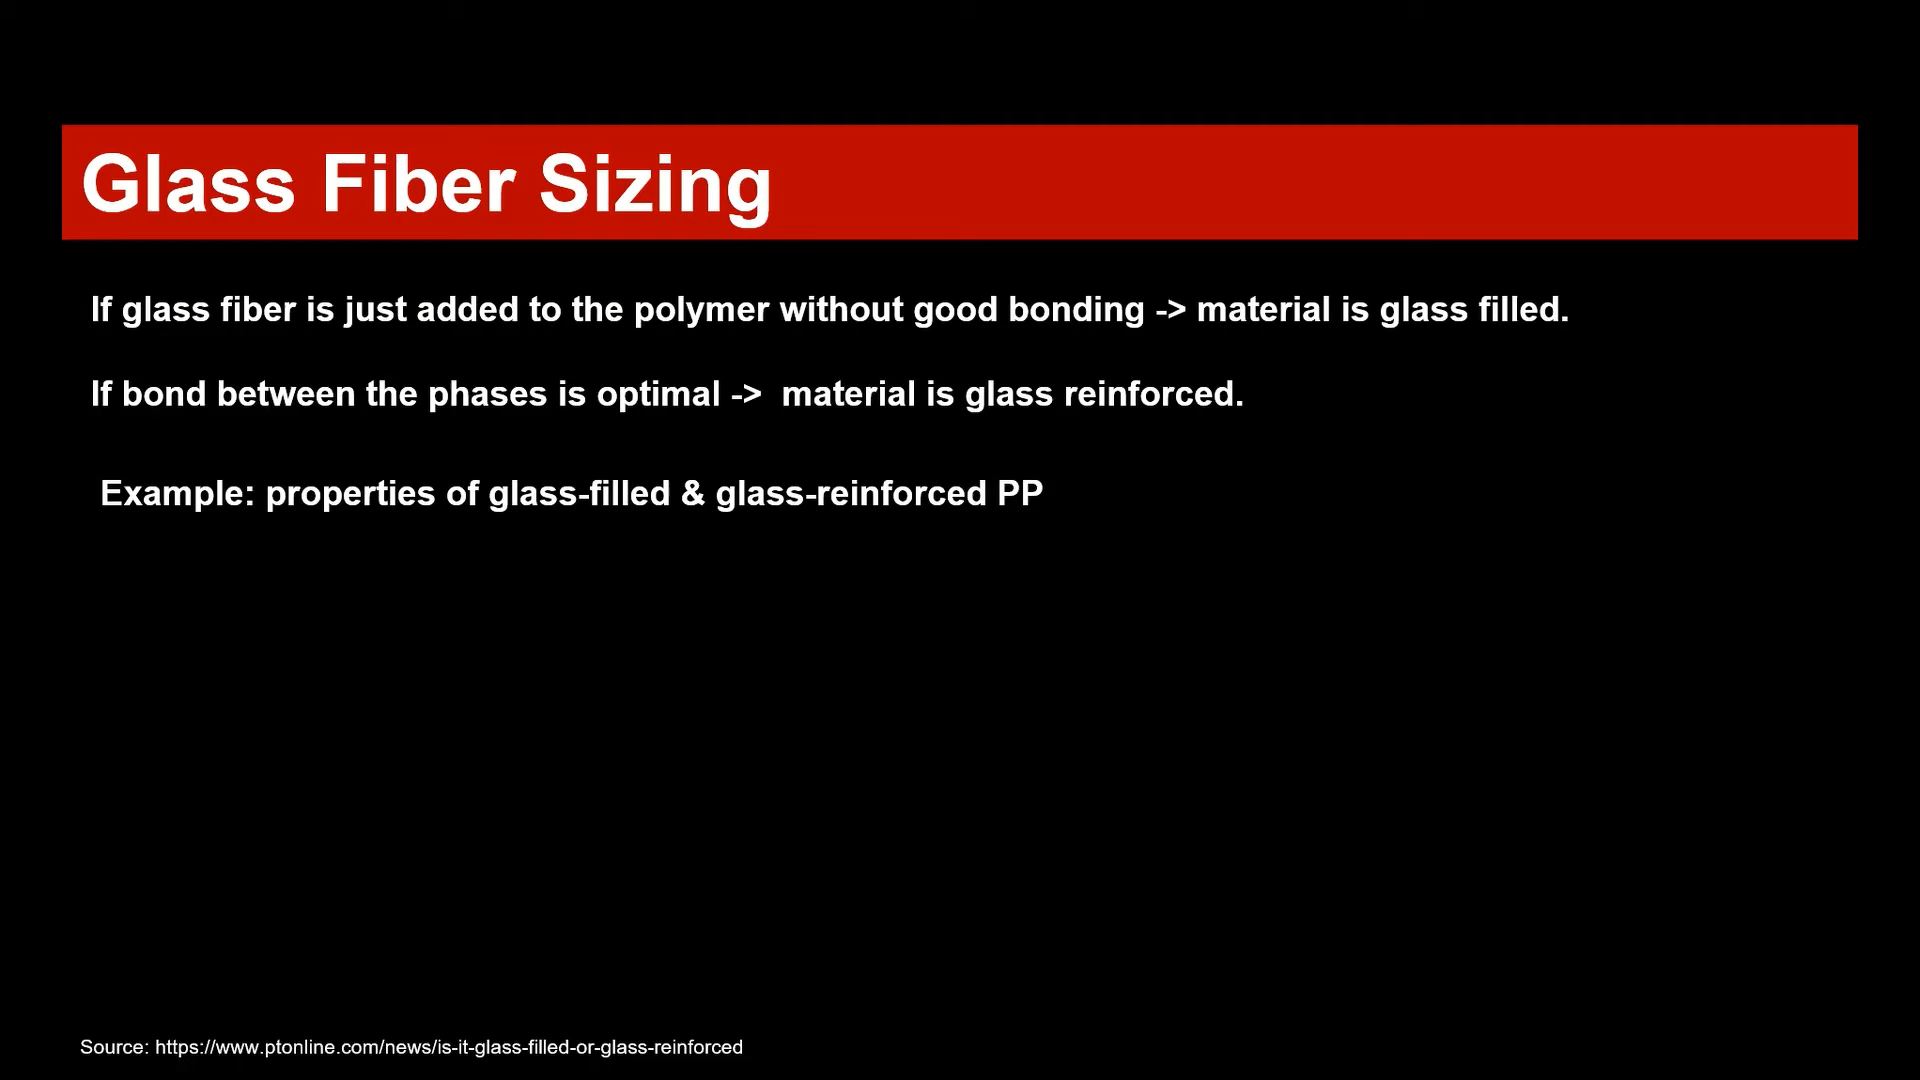 Glass Fiber Sizing
If glass fiber is just added to the polymer without good bonding -> material is glass filled.
If bond between the phases is optimal ->  material is glass reinforced.
Example: properties of glass-filled & glass-reinforced PP
Source: https://www.ptonline.com/news/is-it-glass-filled-or-glass-reinforced